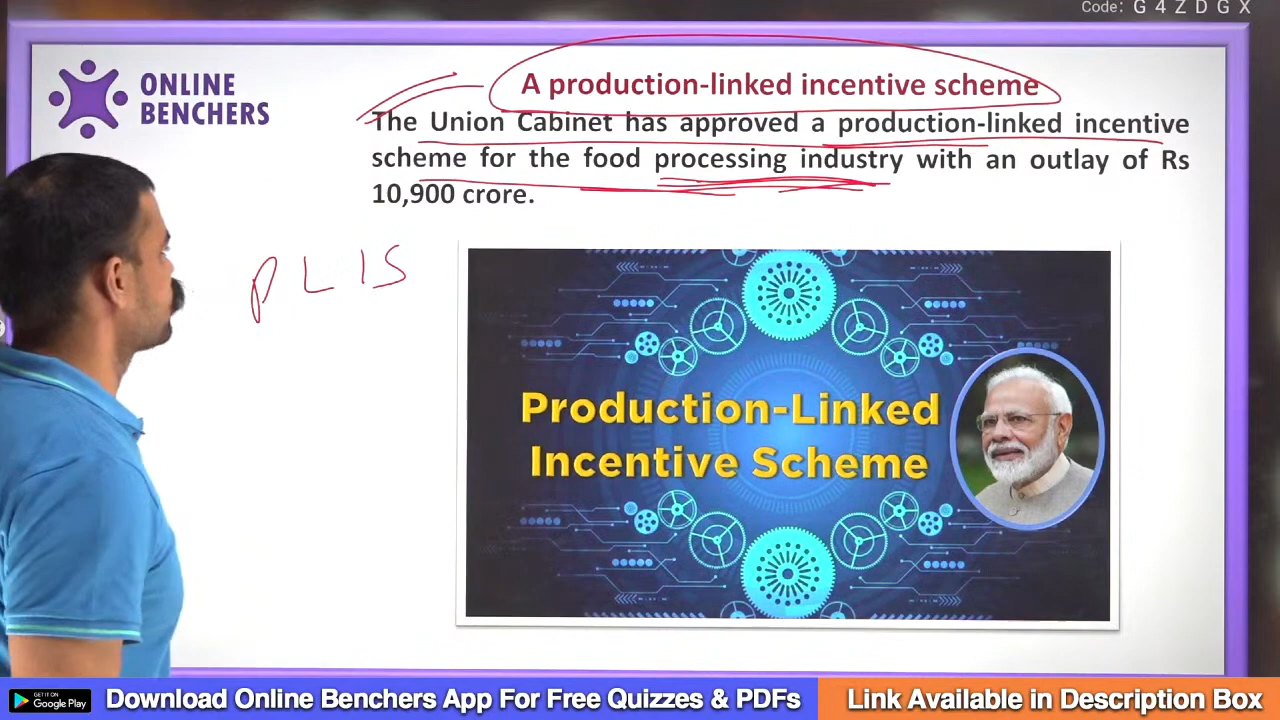 Code: G 4 Z D G X
ONLINE
BENCHERS
A production-linked incentive scheme
The Union Cabinet has approved a production-linked incentive
scheme for the food processing industry with an outlay of Rs
10,900 crore.
PLIS
Production-Linked
Incentive Scheme
GET IT ON
Google Play
Download Online Benchers App For Free Quizzes & PDFs
Link Available in Description Box